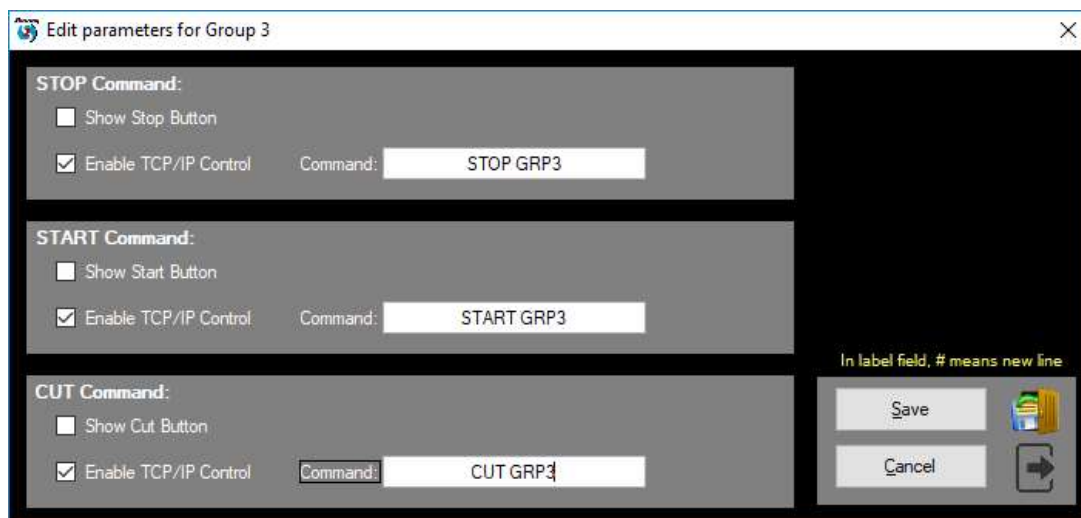 Edit parameters for Group 3
STOP Command:
Show Stop Button
Enable TCP/IP Control Command: STOP GRP3
START Command:
Show Start Button
Enable TCP/IP Control Command: START GRP3
In label field, # means new line
CUT Command:
Show Cut Button
Save
Enable TCP/IP Control Command: CUT GRP3
Cancel